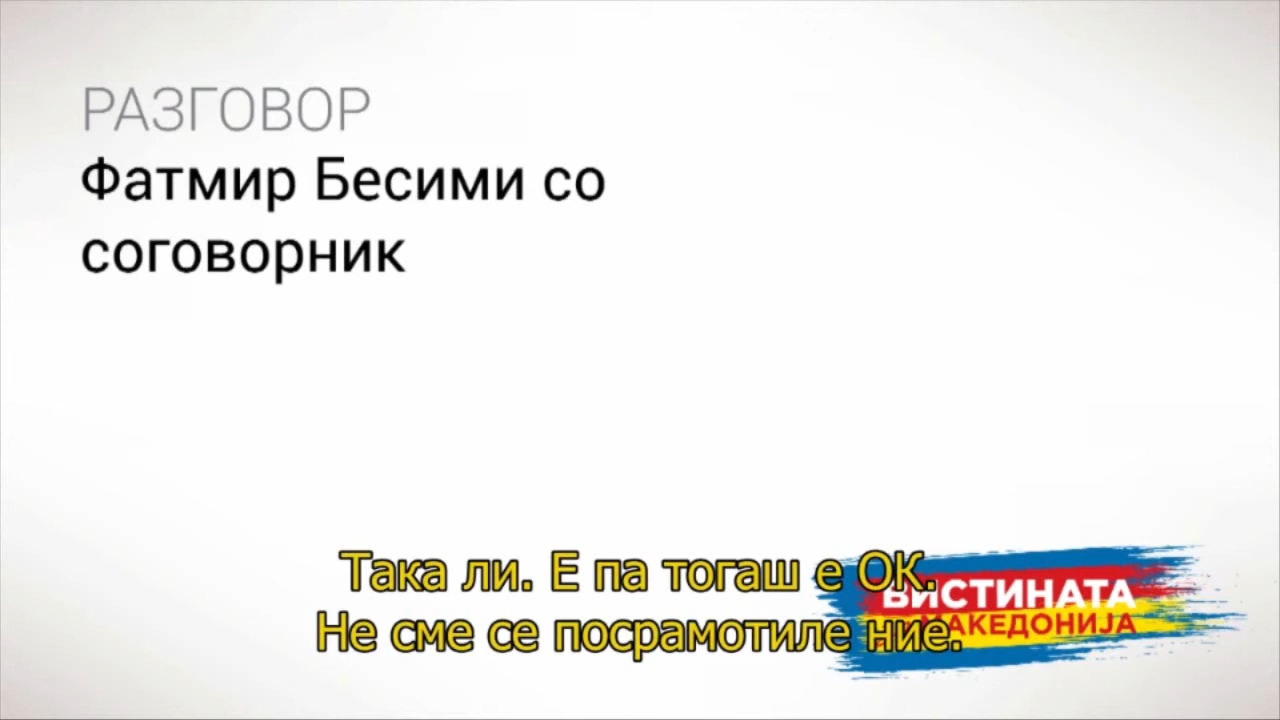 РАЗГОВОР
Фатмир Бесими со
соговорник
Така ли. Е па тогаш е ОК.
Не сме се посрамотиле ние.
ВИСТИНАТА
МАКЕДОНИЈА